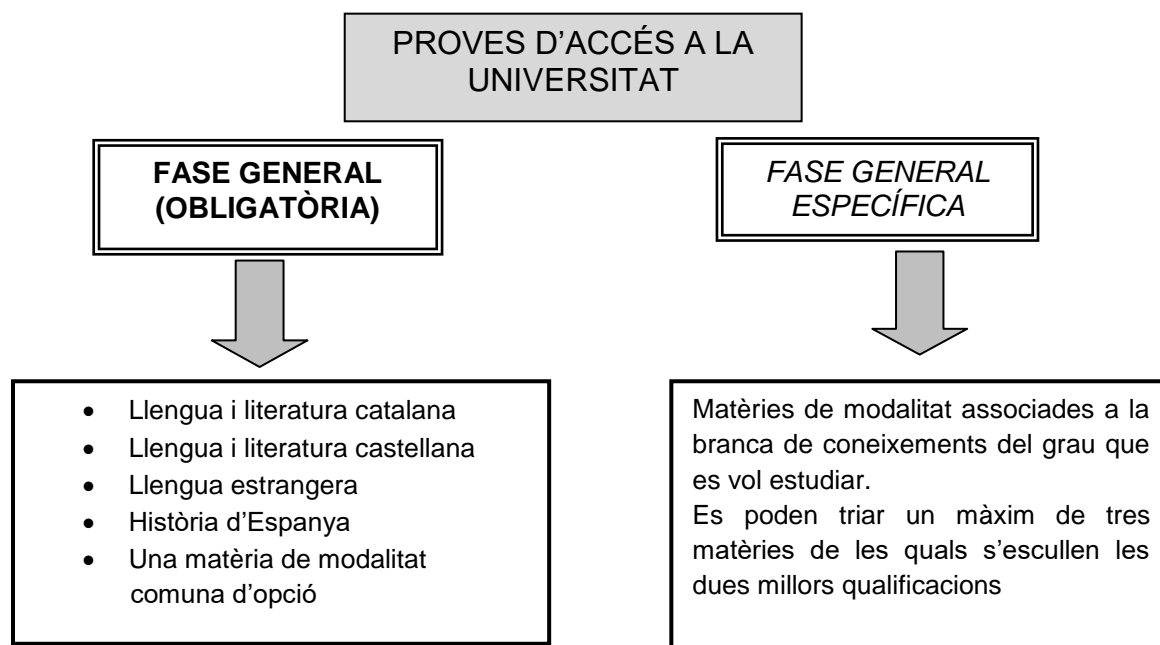 PROVES D'ACCÉS A LA
UNIVERSITAT
FASE GENERAL
(OBLIGATÒRIA)
FASE GENERAL
ESPECÍFICA
• Llengua i literatura catalana
• Llengua i literatura castellana
• Llengua estrangera
• Història d'Espanya
• Una matèria de modalitat
comuna d'opció
Matèries de modalitat associades a la
branca de coneixements del grau que
es vol estudiar.
Es poden triar un màxim de tres
matèries de les quals s'escullen les
dues millors qualificacions